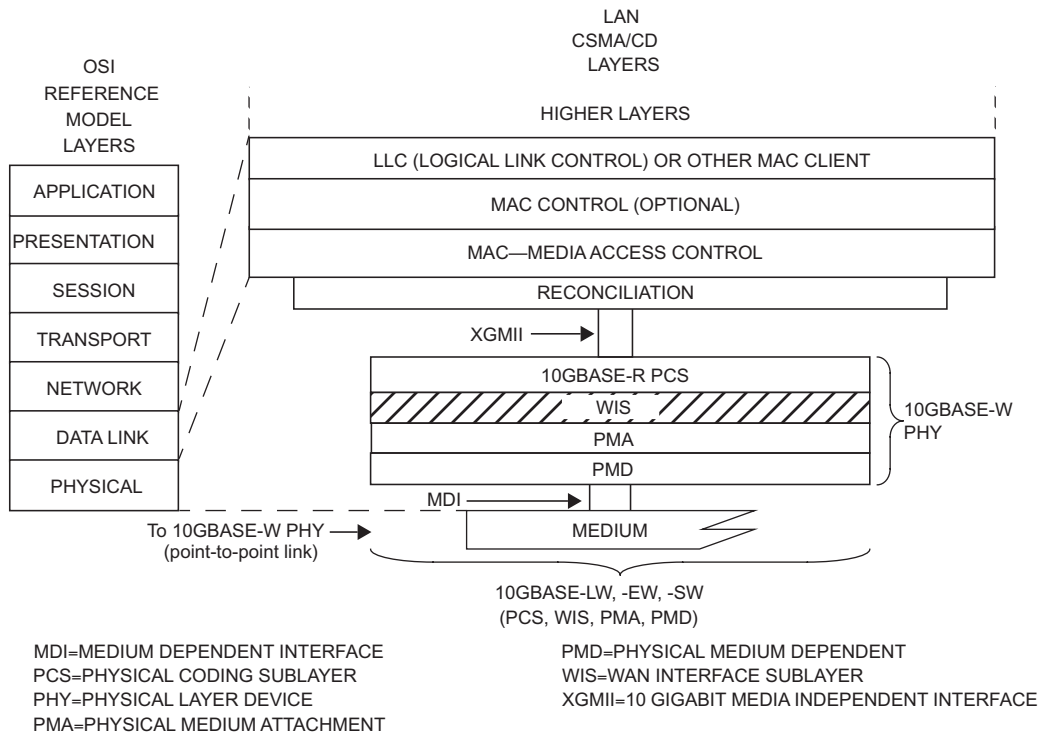 LAN
CSMA/CD
LAYERS
OSI
REFERENCE
MODEL
LAYERS
HIGHER LAYERS
LLC (LOGICAL LINK CONTROL) OR OTHER MAC CLIENT
APPLICATION
MAC CONTROL (OPTIONAL)
PRESENTATION
MAC—MEDIA ACCESS CONTROL
SESSION
RECONCILIATION
TRANSPORT
XGMII
NETWORK
10GBASE-R PCS
WIS
10GBASE-W
PHY
DATA LINK
PMA
PMD
PHYSICAL
MDI
To 10GBASE-W PHY
(point-to-point link)
MEDIUM
10GBASE-LW, -EW, -SW
(PCS, WIS, PMA, PMD)
MDI=MEDIUM DEPENDENT INTERFACE
PCS=PHYSICAL CODING SUBLAYER
PHY=PHYSICAL LAYER DEVICE
PMA=PHYSICAL MEDIUM ATTACHMENT
PMD=PHYSICAL MEDIUM DEPENDENT
WIS=WAN INTERFACE SUBLAYER
XGMII=10 GIGABIT MEDIA INDEPENDENT INTERFACE